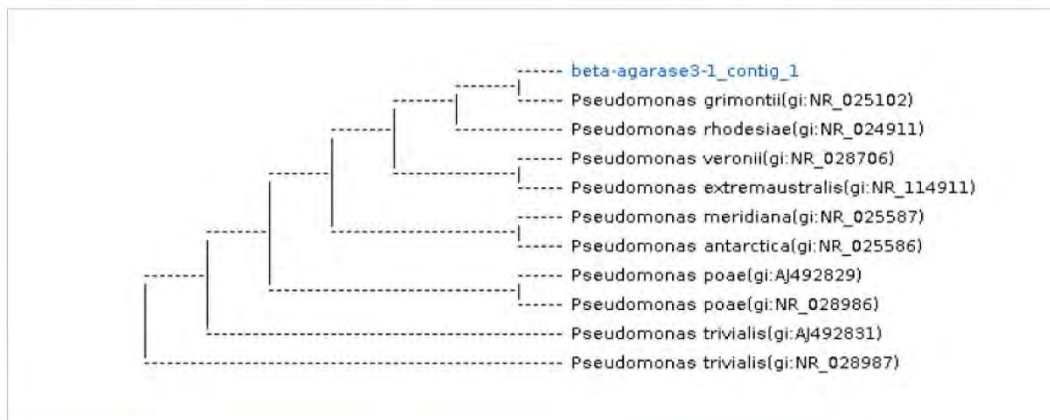 beta-agarase3-1_contig_1
Pseudomonas grimontii(gi:NR_025102)
Pseudomonas rhodesiae(gi:NR_024911)
Pseudomonas veronii(gi:NR_028706)
Pseudomonas extremaustralis(gi:NR_114911)
Pseudomonas meridiana(gi:NR_025587)
Pseudomonas antarctica(gi:NR_025586)
Pseudomonas poae(gi:AJ492829)
Pseudomonas poae(gi:NR_028986)
Pseudomonas trivialis(gi:AJ492831)
Pseudomonas trivialis(gi:NR_028987)